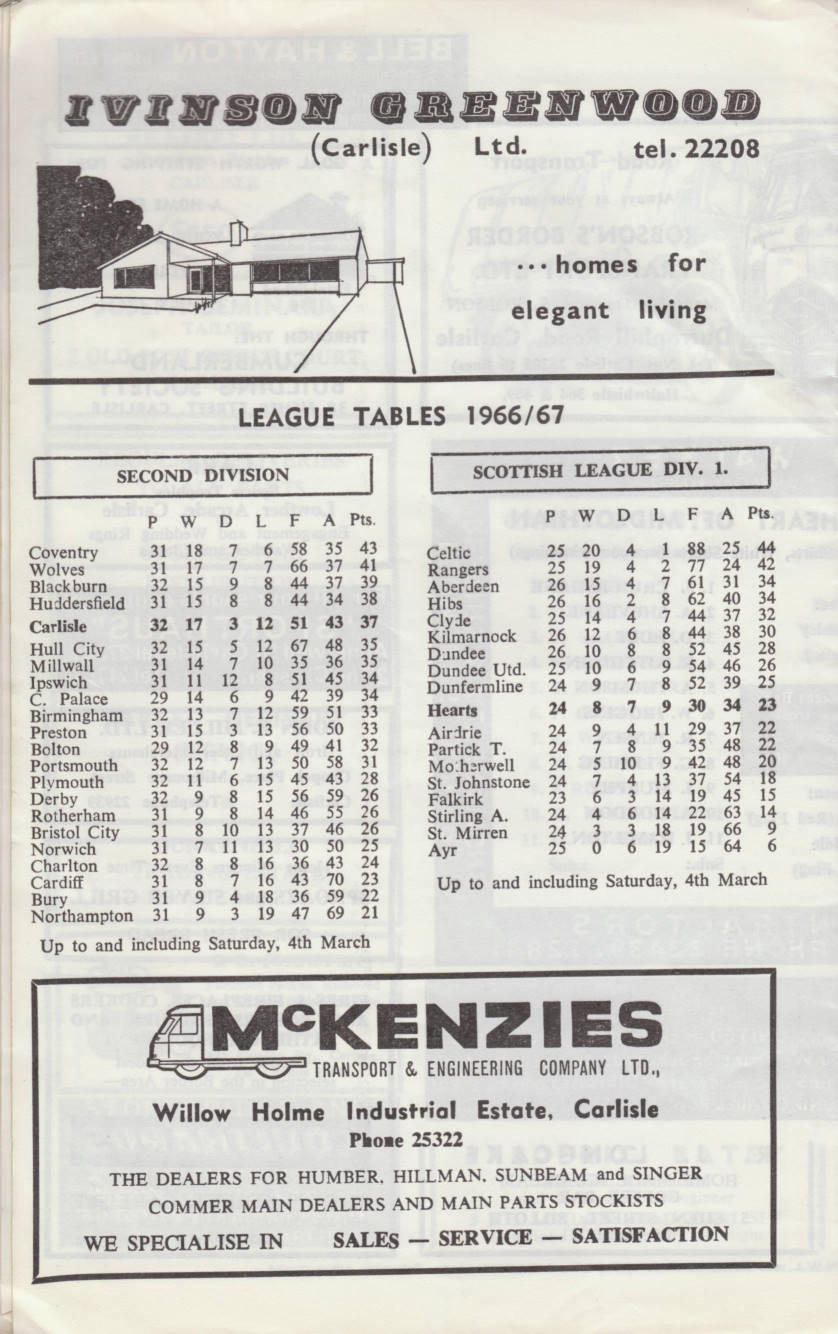 IVINSON GREENWOOD
(Carlisle) Ltd. tel. 22208
...homes for
elegant living
LEAGUE TABLES 1966/67
SECOND DIVISION
P W D L F A Pts.
Coventry 31 18 7 6 58 35 43
Wolves 31 17 7 7 66 37 41
Blackburn 32 15 9 8 44 37 39
Huddersfield 31 15 8 8 44 34 38
Carlisle 32 17 3 12 51 43 37
Hull City 32 15 5 12 67 48 35
Millwall 31 14 7 10 35 36 35
Ipswich 31 11 12 8 51 45 34
C. Palace 29 14 6 9 42 39 34
Birmingham 32 13 7 12 59 51 33
Preston 31 15 3 13 56 50 33
Bolton 29 12 8 9 49 41 32
Portsmouth 32 12 7 13 50 58 31
Plymouth 32 11 6 15 45 43 28
Derby 32 9 8 15 56 59 26
Rotherham 31 9 8 14 46 55 26
Bristol City 31 8 10 13 37 46 26
Norwich 31 7 11 13 30 50 25
Charlton 32 8 8 16 36 43 24
Cardiff 31 8 7 16 43 70 23
Bury 31 9 4 18 36 59 22
Northampton 31 9 3 19 47 69 21
Up to and including Saturday, 4th March
SCOTTISH LEAGUE DIV. 1.
P W D L F A Pts.
Celtic 25 20 4 1 88 25 44
Rangers 25 19 4 2 77 24 42
Aberdeen 26 15 4 7 61 31 34
Hibs 26 16 2 8 62 40 34
Clyde 25 14 4 7 44 37 32
Kilmarnock 26 12 6 8 44 38 30
Dundee 26 10 8 8 52 45 28
Dundee Utd. 25 10 6 9 54 46 26
Dunfermline 24 9 7 8 52 39 25
Hearts 24 8 7 9 30 34 23
Airdrie 24 9 4 11 29 37 22
Partick T. 24 7 8 9 35 48 22
Motherwell 24 5 10 9 42 48 20
St. Johnstone 24 7 4 13 37 54 18
Falkirk 23 6 3 14 19 45 15
Stirling A. 24 4 6 14 22 63 14
St. Mirren 24 3 3 18 19 66 9
Ayr 25 0 6 19 15 64 6
Up to and including Saturday, 4th March
McKENZIES
TRANSPORT & ENGINEERING COMPANY LTD.,
Willow Holme Industrial Estate, Carlisle
Phone 25322
THE DEALERS FOR HUMBER, HILLMAN, SUNBEAM and SINGER
COMMER MAIN DEALERS AND MAIN PARTS STOCKISTS
WE SPECIALISE IN SALES — SERVICE — SATISFACTION